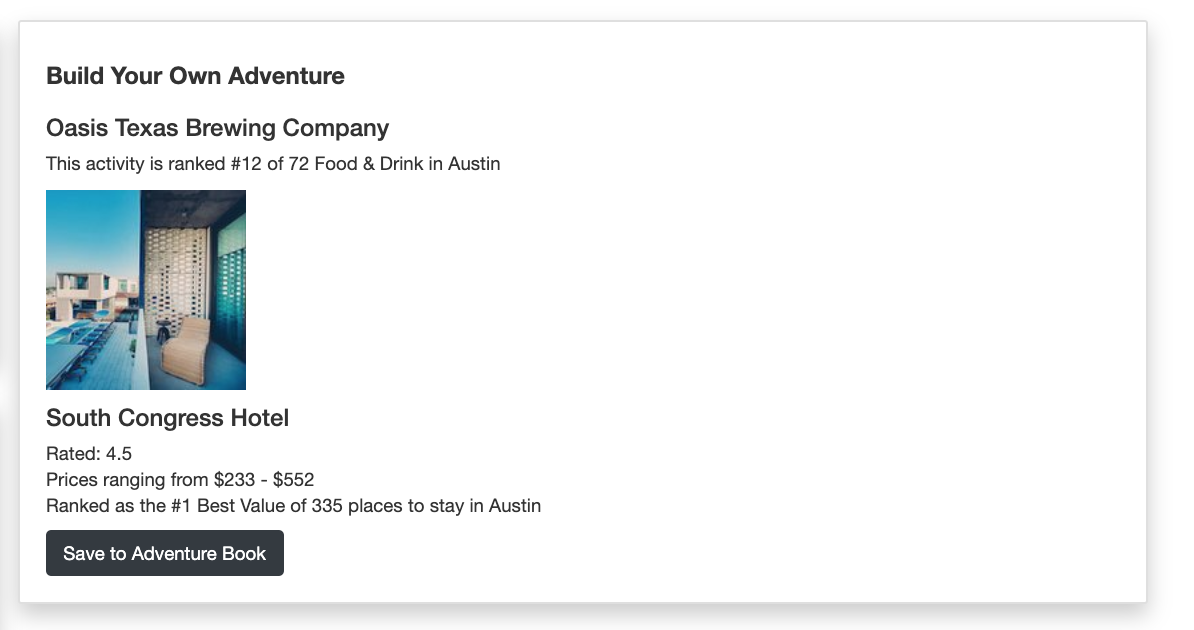 Build Your Own Adventure
Oasis Texas Brewing Company
This activity is ranked #12 of 72 Food & Drink in Austin
South Congress Hotel
Rated: 4.5
Prices ranging from $233 - $552
Ranked as the #1 Best Value of 335 places to stay in Austin
Save to Adventure Book